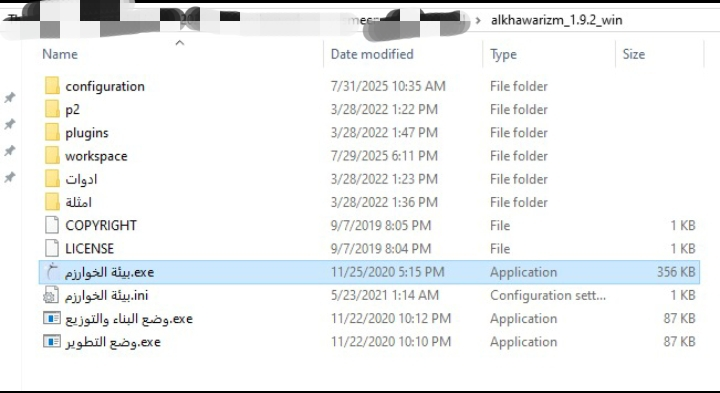 alkhawarizm_1.9.2_win
Name Date modified Type Size
configuration 7/31/2025 10:35 AM File folder
p2 3/28/2022 1:22 PM File folder
plugins 3/28/2022 1:47 PM File folder
workspace 7/29/2025 6:11 PM File folder
ادوات 3/28/2022 1:23 PM File folder
امثلة 3/28/2022 1:36 PM File folder
COPYRIGHT 9/7/2019 8:05 PM File 1 KB
LICENSE 9/7/2019 8:04 PM File 1 KB
بيئة الخوارزم.exe 11/25/2020 5:15 PM Application 356 KB
بيئة الخوارزم.ini 5/23/2021 1:14 AM Configuration sett... 1 KB
وضع البناء والتوزيع.exe 11/22/2020 10:12 PM Application 87 KB
وضع التطوير.exe 11/22/2020 10:10 PM Application 87 KB